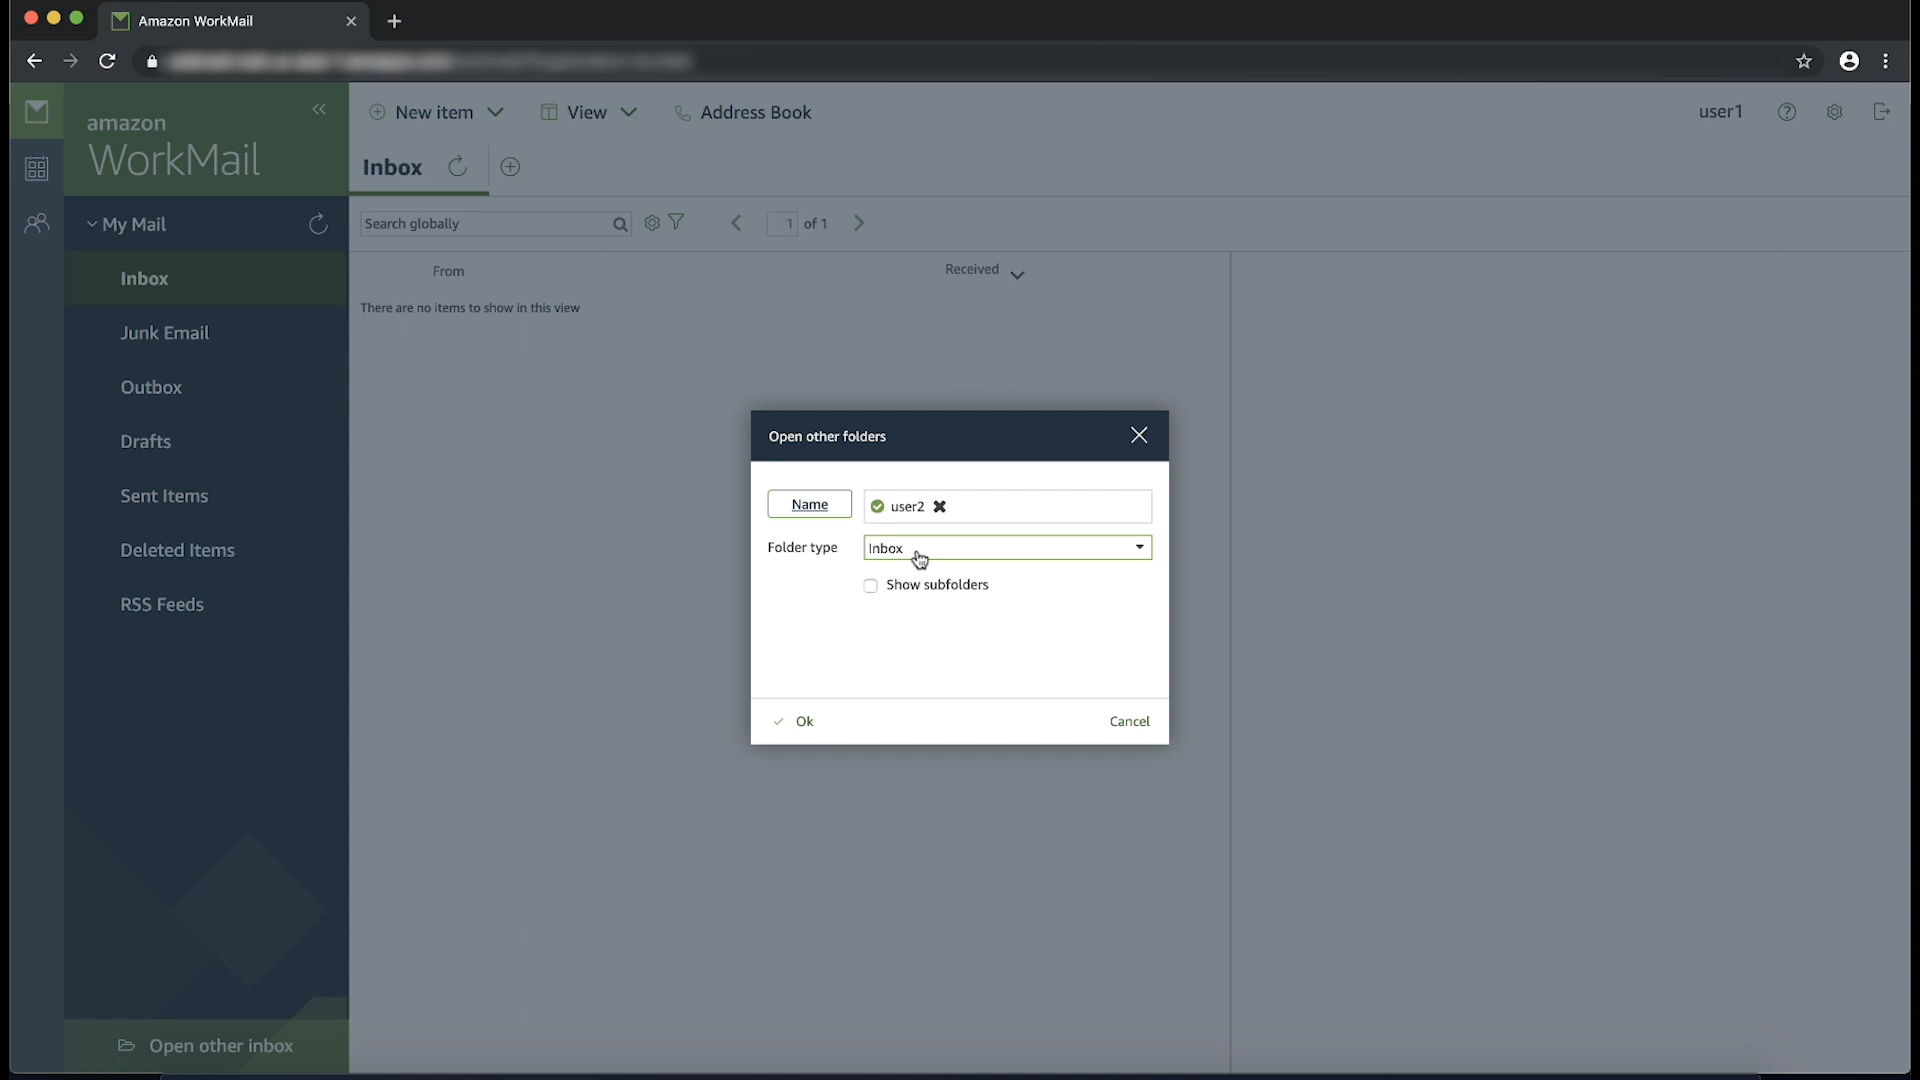 Amazon WorkMail
amazon
WorkMail
New item
View
Address Book
user1
Inbox
My Mail
Search globally
1 of 1
Inbox
From
Received
There are no items to show in this view
Junk Email
Outbox
Drafts
Sent Items
Deleted Items
RSS Feeds
Open other inbox
Open other folders
Name
user2
Folder type
Inbox
Show subfolders
Ok
Cancel